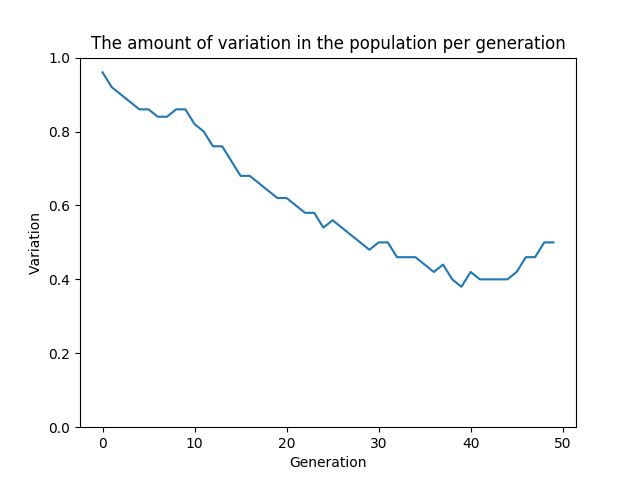 The amount of variation in the population per generation
1.0
0.8
0.6
0.4
0.2
0.0
Variation
0 10 20 30 40 50
Generation